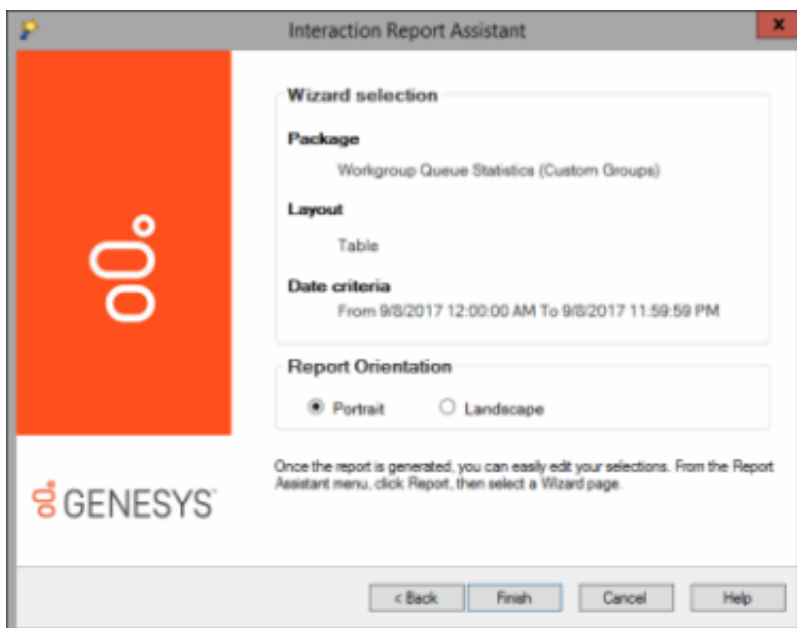 Interaction Report Assistant
x
Wizard selection
Package
Workgroup Queue Statistics (Custom Groups)
Layout
Table
Date criteria
From 9/8/2017 12:00:00 AM To 9/8/2017 11:59:59 PM
Report Orientation
Portrait
Landscape
Once the report is generated, you can easily edit your selections. From the Report
Assistant menu, click Report, then select a Wizard page.
GENESYS
< Back
Finish
Cancel
Help